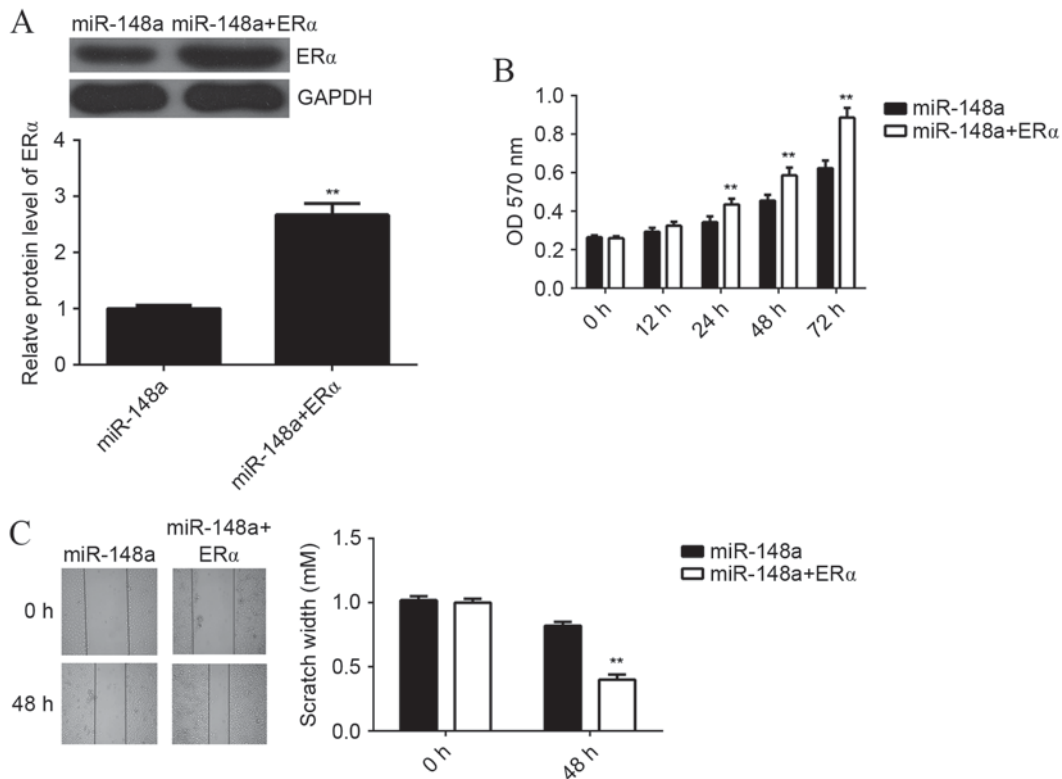 A
miR-148a miR-148a+ERα
ERα
GAPDH
Relatve protein level of ERα
4
3
2
1
0
**
miR-148a
miR-148a+ERα
B
OD 570 nm
1.0
0.8
0.6
0.4
0.2
0.0
**
**
**
0 h
12 h
24 h
48 h
72 h
miR-148a
miR-148a+ERα
C
miR-148a
miR-148a+
ERα
0 h
48 h
Scratch width (mM)
1.5
1.0
0.5
0.0
**
0 h
48 h
miR-148a
miR-148a+ERα